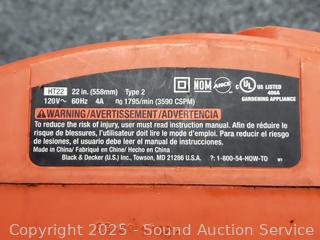 HT22 22 in. (558mm) Type 2
120V~ 60Hz 4A n₀ 1795/min (3590 CSPM)
NOM ANCE
c UL US LISTED
406A
GARDENING APPLIANCE
WARNING/AVERTISSEMENT/ADVERTENCIA
To reduce the risk of injury, user must read instruction manual. Afin de réduire le
risque de blessures, l'utilisateur doit lire le mode d'emploi. Para reducir el riesgo
de lesiones, el usuario debe leer el manual de instrucciones.
Made in China/ Fabriqué en Chine/ Hecho en China
Black & Decker (U.S.) Inc., Towson, MD 21286 U.S.A. ?: 1-800-54-HOW-TO
Copyright 2025 - Sound Auction Service